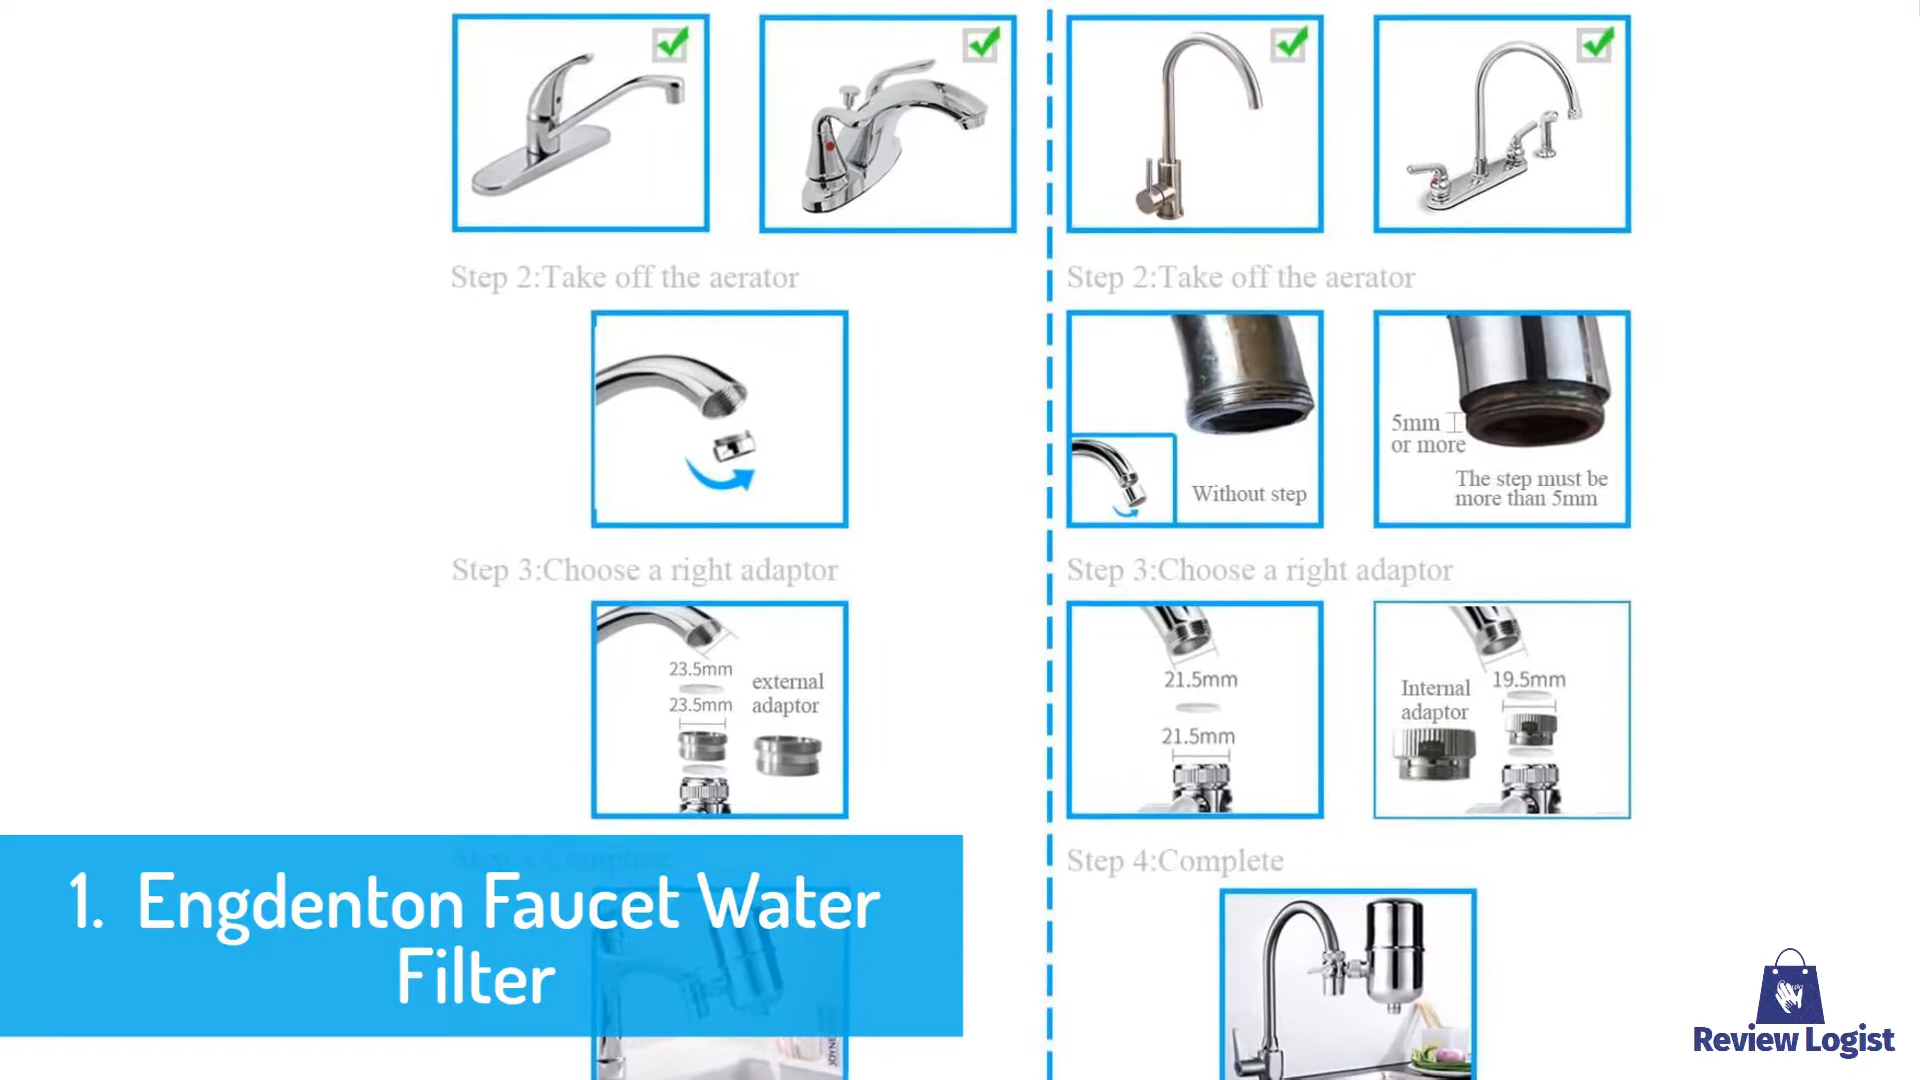 Step 2:Take off the aerator
Step 3:Choose a right adaptor
23.5mm
23.5mm
external
adaptor
Step 2:Take off the aerator
Without step
5mm
or more
The step must be
more than 5mm
Step 3:Choose a right adaptor
21.5mm
21.5mm
Internal
adaptor
19.5mm
Step 4:Complete
1. Engdenton Faucet Water
Filter
Review Logist